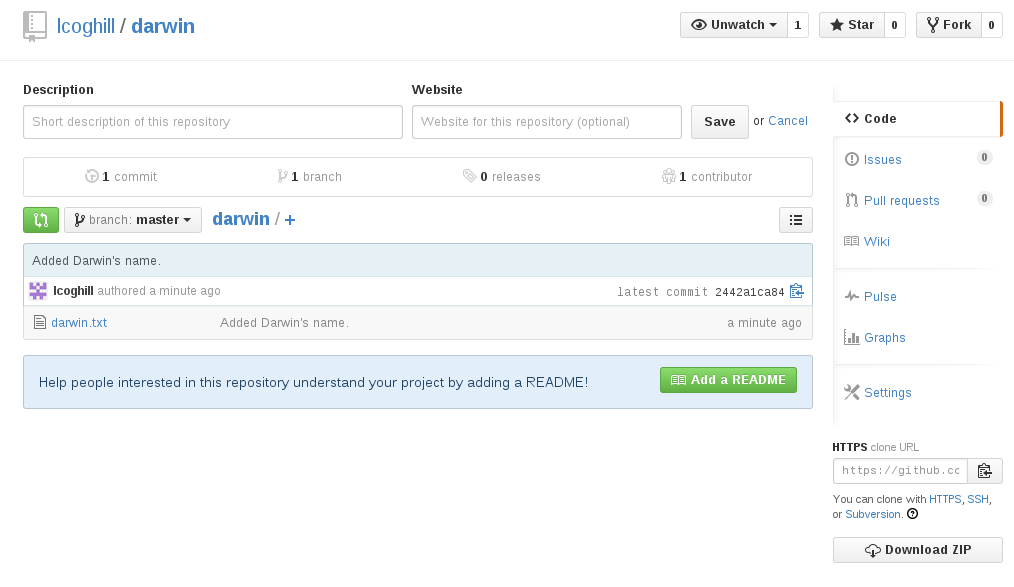 lcoghill / darwin
Unwatch 1 Star 0 Fork 0
Description
Website
Short description of this repository
Website for this repository (optional)
Save or Cancel
1 commit 1 branch 0 releases 1 contributor
branch: master darwin / +
Added Darwin's name.
lcoghill authored a minute ago latest commit 2442a1ca84
darwin.txt Added Darwin's name. a minute ago
Help people interested in this repository understand your project by adding a README! Add a README
Code
Issues 0
Pull requests 0
Wiki
Pulse
Graphs
Settings
HTTPS clone URL
https://github.cc
You can clone with HTTPS, SSH,
or Subversion.
Download ZIP